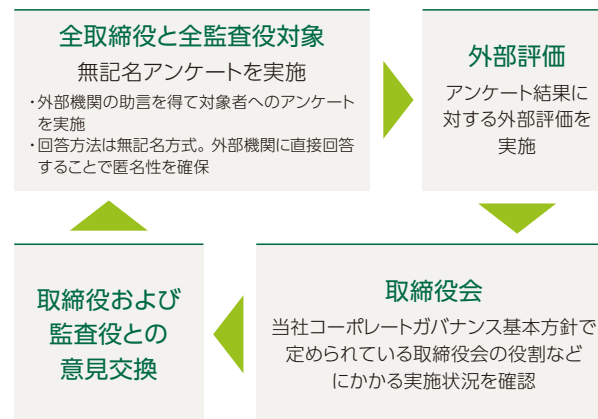 全取締役と全監査役対象
無記名アンケートを実施
・外部機関の助言を得て対象者へのアンケート
を実施
・回答方法は無記名方式。外部機関に直接回答
することで匿名性を確保
外部評価
アンケート結果に
対する外部評価を
実施
取締役会
当社コーポレートガバナンス基本方針で
定められている取締役会の役割など
にかかる実施状況を確認
取締役および
監査役との
意見交換